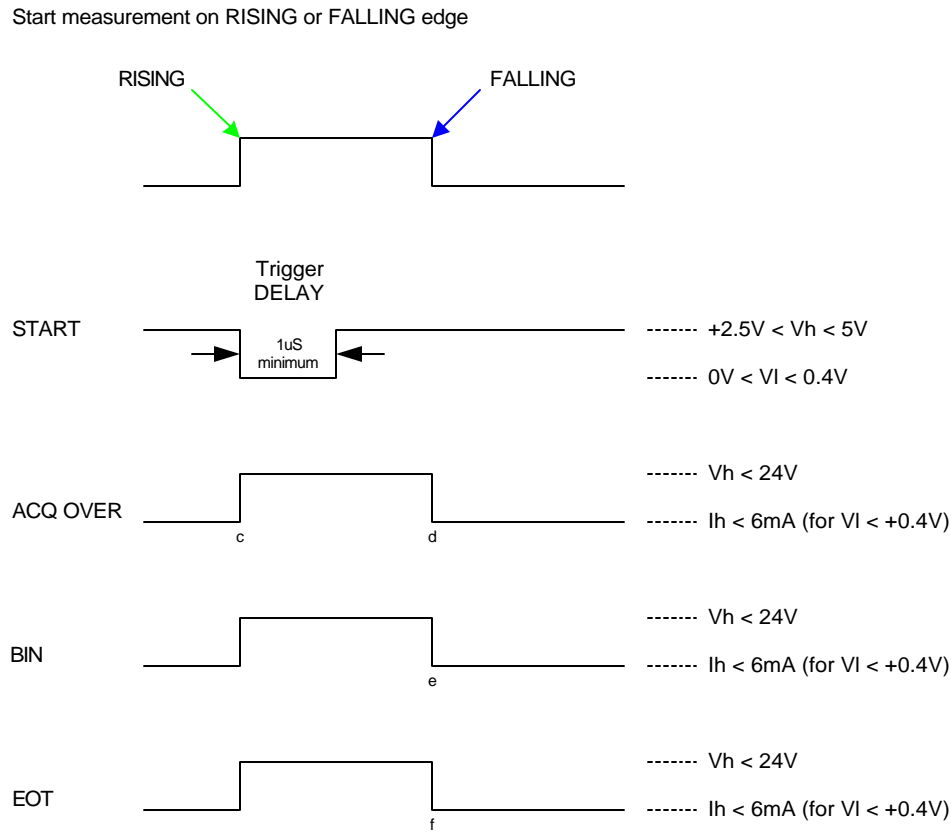 Start measurement on RISING or FALLING edge
RISING
FALLING
Trigger
DELAY
START
1uS
minimum
+2.5V < Vh < 5V
0V < Vl < 0.4V
Vh < 24V
ACQ OVER
Ih < 6mA (for Vl < +0.4V)
c
d
Vh < 24V
BIN
Ih < 6mA (for Vl < +0.4V)
e
Vh < 24V
EOT
Ih < 6mA (for Vl < +0.4V)
f